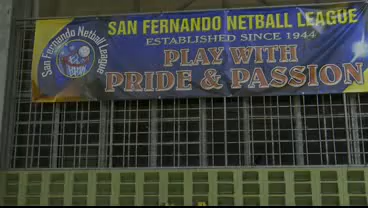 SAN FERNANDO NETBALL LEAGUE
ESTABLISHED SINCE 1944
PLAY WITH
PRIDE & PASSION
San Fernando Netball League